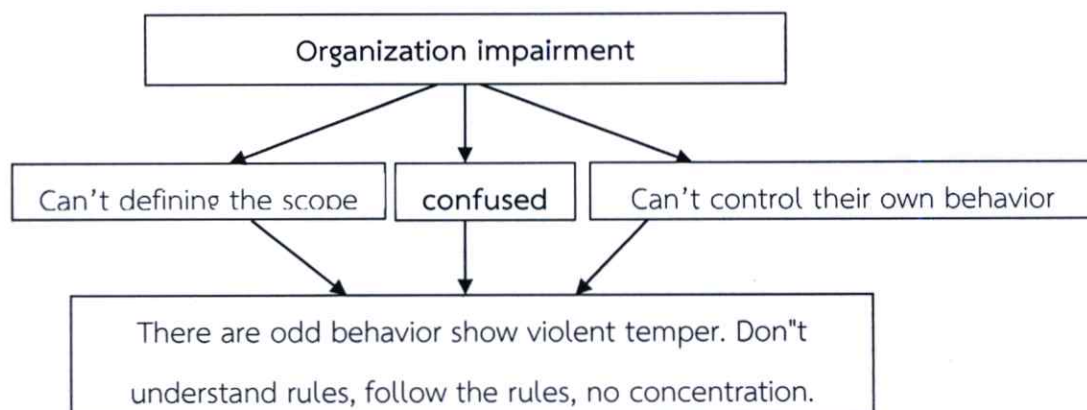 Organization impairment
Can't defining the scope
confused
Can't control their own behavior
There are odd behavior show violent temper. Don"t
understand rules, follow the rules, no concentration.